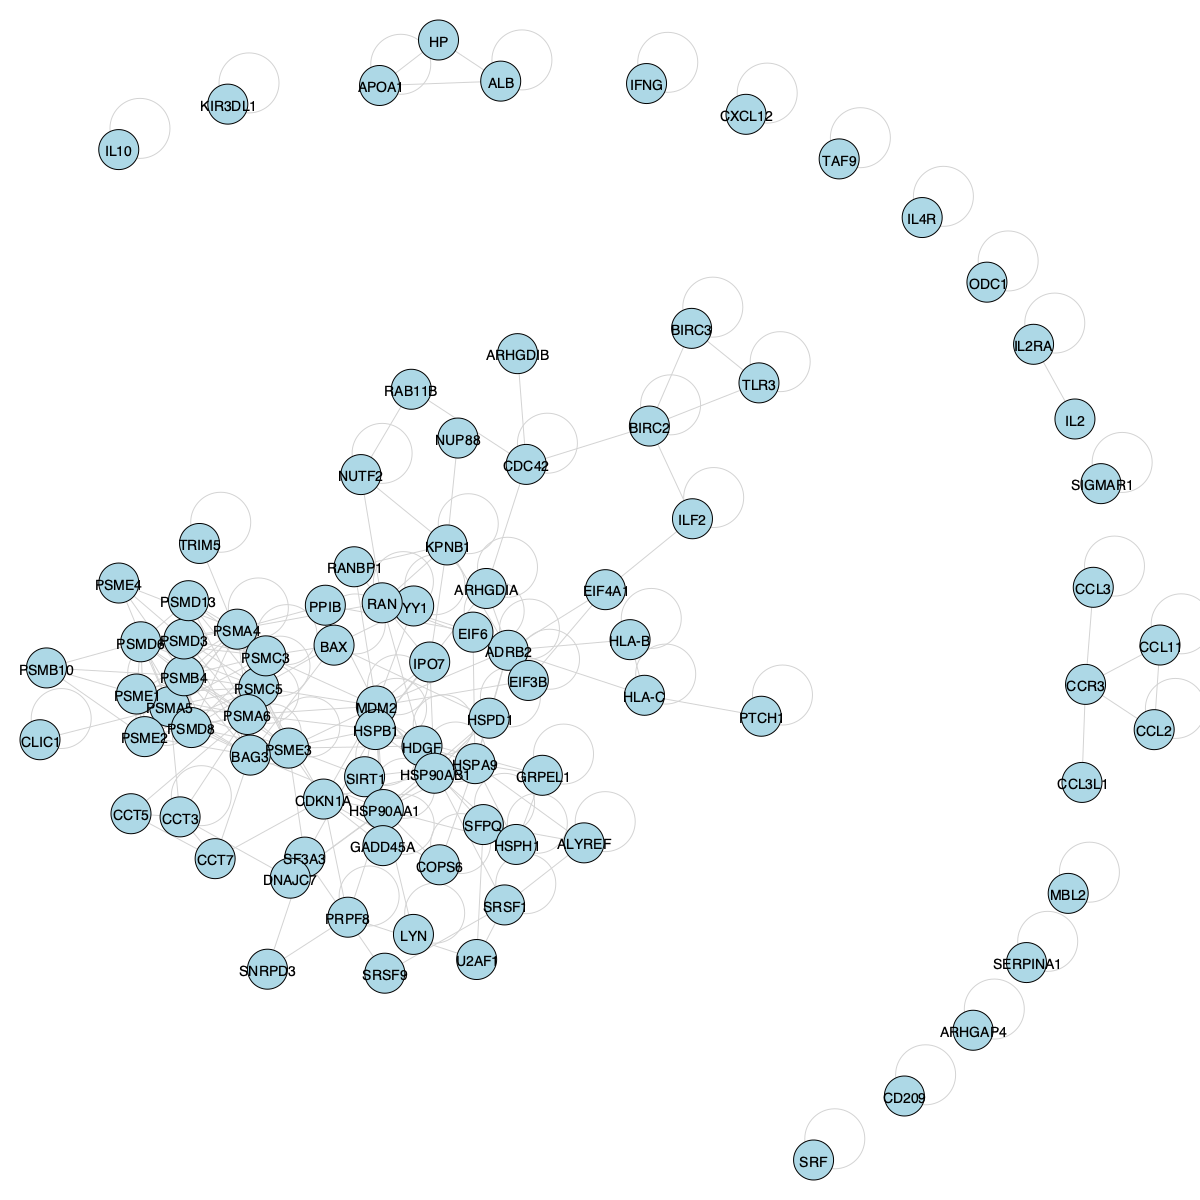 HP
APOA1
ALB
IFNG
KIR3DL1
CXCL12
IL10
TAF9
IL4R
ODC1
BIRC3
IL2RA
ARHGDIB
TLR3
RAB11B
IL2
BIRC2
NUP88
CDC42
NUTF2
SIGMAR1
ILF2
TRIM5
KPNB1
RANBP1
PSME4
CCL3
ARHGDIA
EIF4A1
PSMD13
PPIB
RAN
YY1
PSMA4
EIF6
PSMD6
PSMD3
HLA-B
BAX
CCL11
ADRB2
PSMC3
IPO7
PSMB10
PSMB4
EIF3B
CCR3
PSMC5
PSME1
HLA-C
PSMA5
MDM2
PSMA6
PTCH1
HSPD1
PSMD8
HSPB1
CCL2
PSME2
CLIC1
HDGF
PSME3
BAG3
HSPA9
HSP90AB1
GRPEL1
SIRT1
CCL3L1
CDKN1A
HSP90AA1
CCT5
CCT3
SFPQ
ALYREF
HSPH1
GADD45A
SF3A3
CCT7
COPS6
DNAJC7
MBL2
SRSF1
PRPF8
LYN
U2AF1
SERPINA1
SNRPD3
SRSF9
ARHGAP4
CD209
SRF